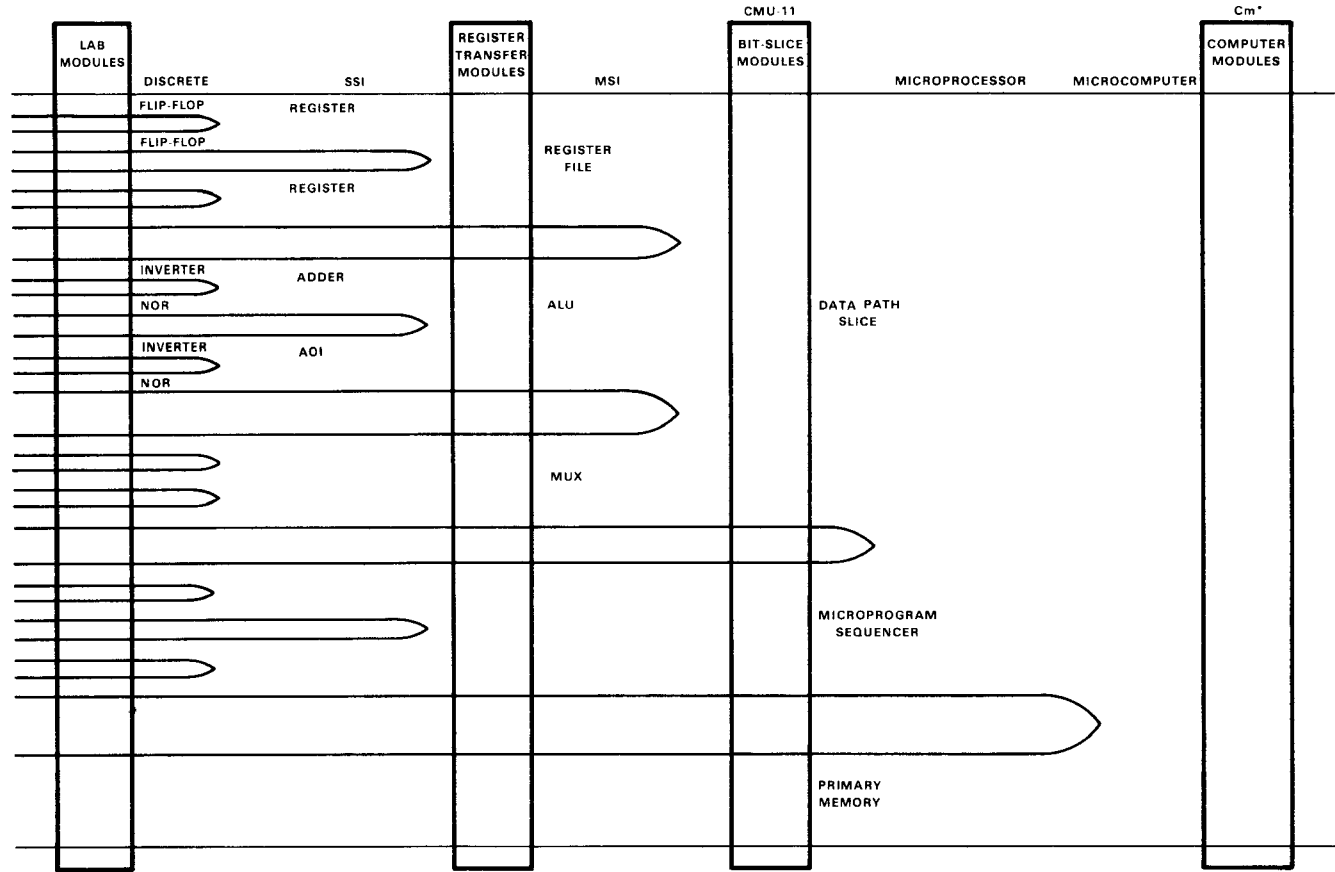 CMU-11
Cm*
LAB
MODULES
REGISTER
TRANSFER
MODULES
BIT-SLICE
MODULES
COMPUTER
MODULES
DISCRETE
SSI
MSI
MICROPROCESSOR
MICROCOMPUTER
FLIP-FLOP
REGISTER
FLIP-FLOP
REGISTER
FILE
REGISTER
INVERTER
ADDER
NOR
ALU
DATA PATH
SLICE
INVERTER
AOI
NOR
MUX
MICROPROGRAM
SEQUENCER
PRIMARY
MEMORY